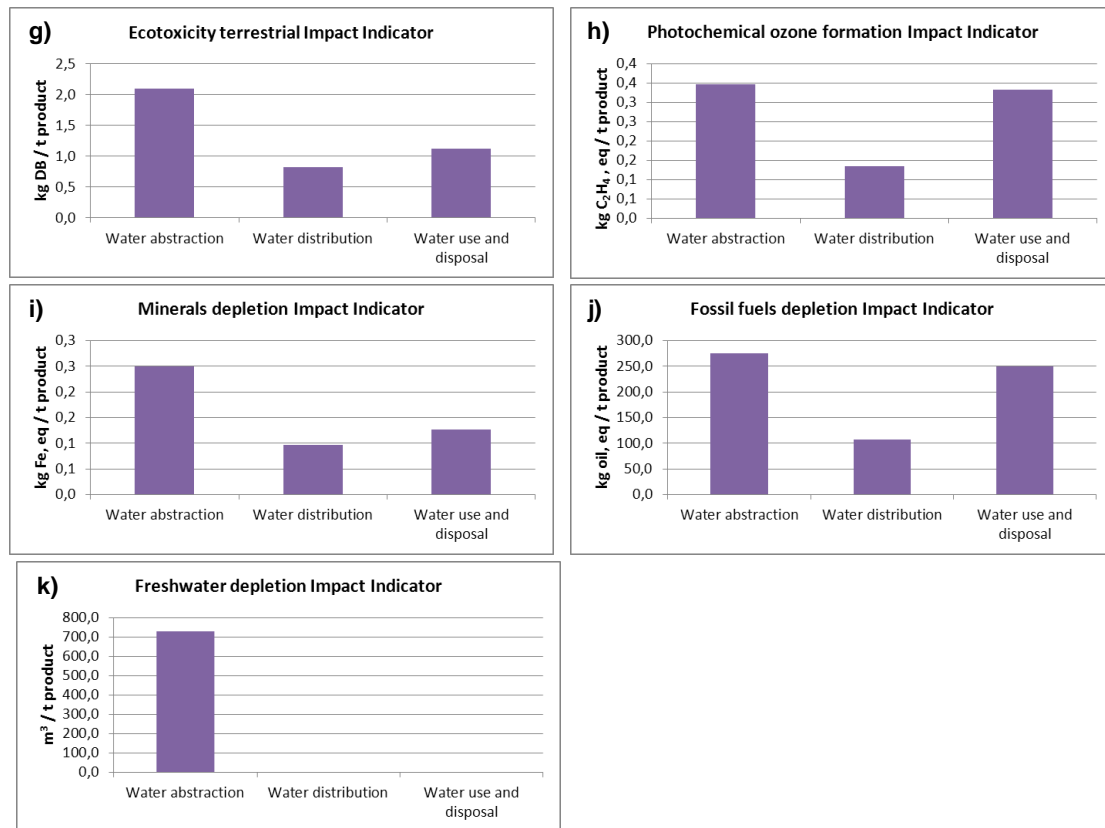 g)
Ecotoxicity terrestrial Impact Indicator
kg DB / t product
2,5
2,0
1,5
1,0
0,5
0,0
Water abstraction
Water distribution
Water use and
disposal
h)
Photochemical ozone formation Impact Indicator
kg C₂H₄ , eq / t product
0,4
0,4
0,3
0,3
0,2
0,2
0,1
0,1
0,0
Water abstraction
Water distribution
Water use and
disposal
i)
Minerals depletion Impact Indicator
kg Fe, eq / t product
0,3
0,3
0,2
0,2
0,1
0,1
0,0
Water abstraction
Water distribution
Water use and
disposal
j)
Fossil fuels depletion Impact Indicator
kg oil, eq / t product
300,0
250,0
200,0
150,0
100,0
50,0
0,0
Water abstraction
Water distribution
Water use and
disposal
k)
Freshwater depletion Impact Indicator
m³ / t product
800,0
700,0
600,0
500,0
400,0
300,0
200,0
100,0
0,0
Water abstraction
Water distribution
Water use and
disposal